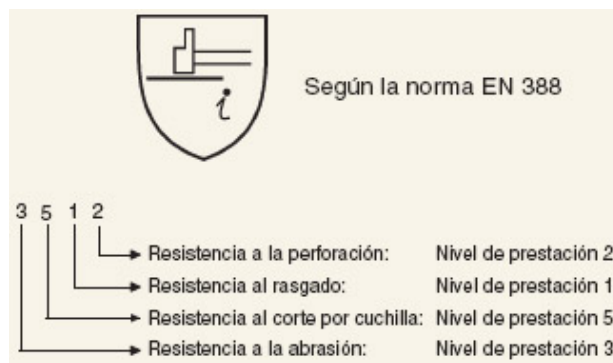 i
Según la norma EN 388
3 5 1 2
Resistencia a la perforación: Nivel de prestación 2
Resistencia al rasgado: Nivel de prestación 1
Resistencia al corte por cuchilla: Nivel de prestación 5
Resistencia a la abrasión: Nivel de prestación 3